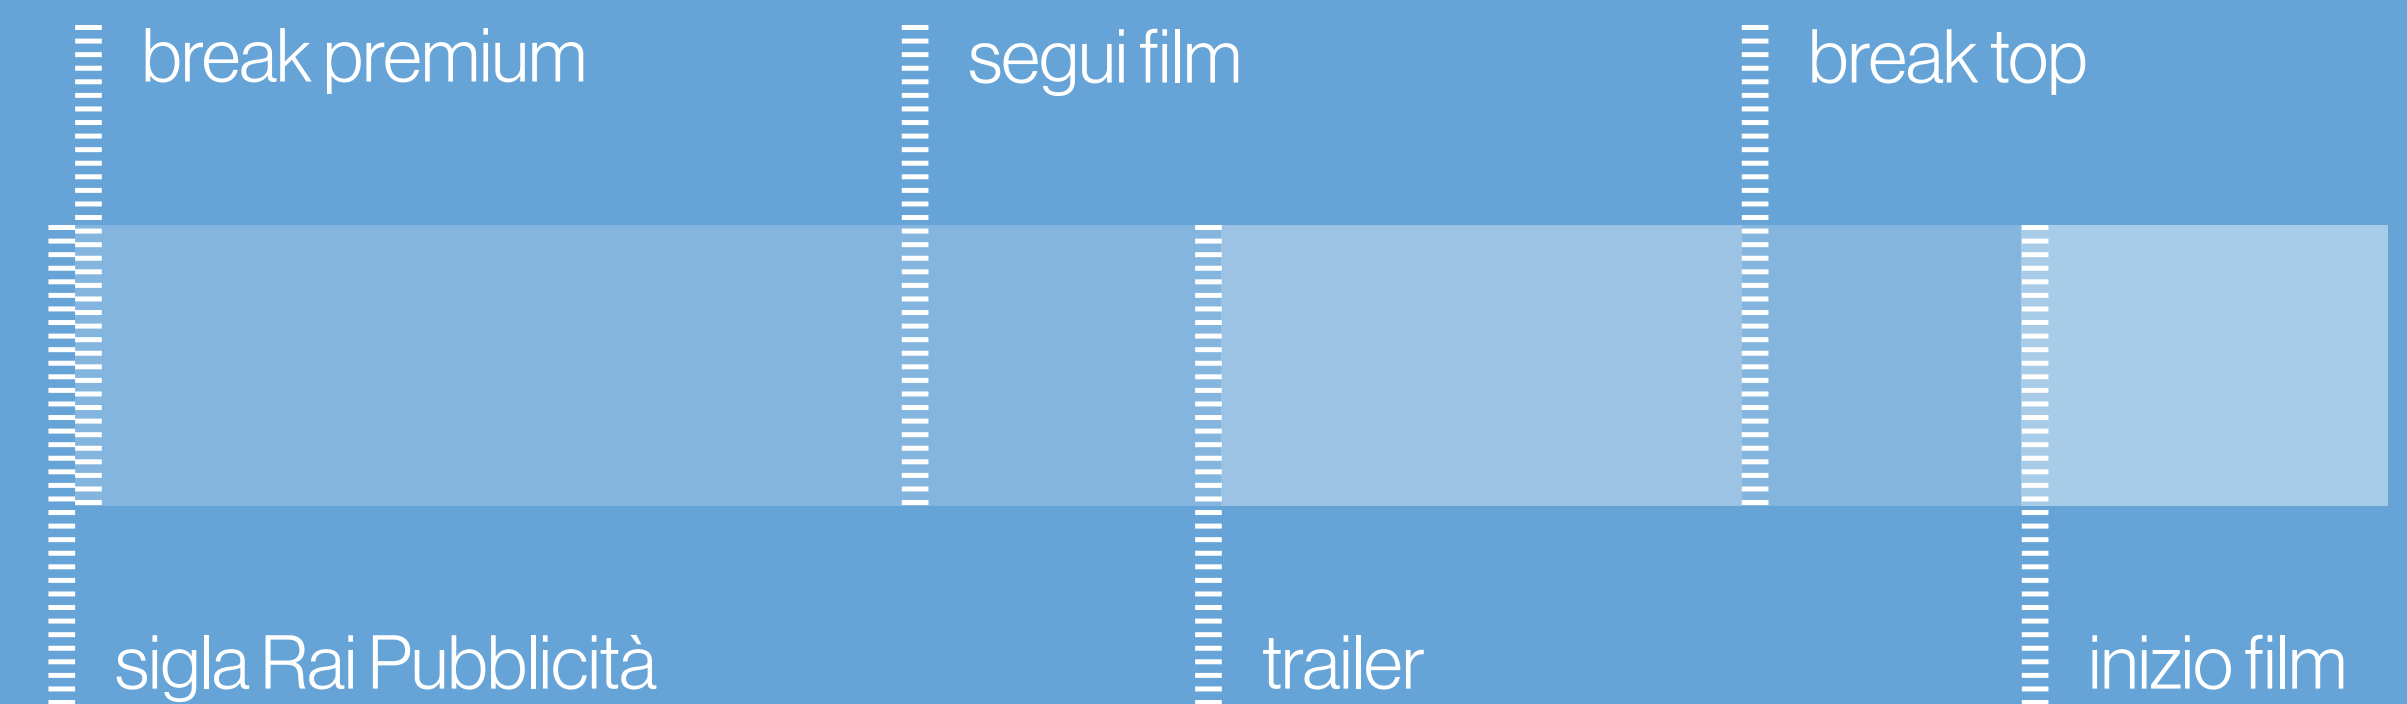 break premium
segui film
break top
sigla Rai Pubblicità
trailer
inizio film